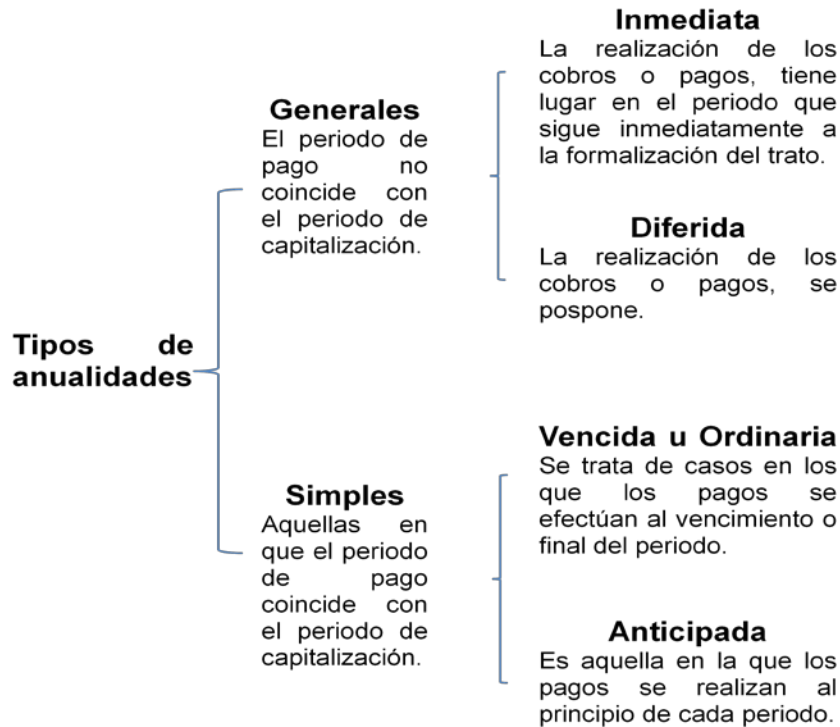 Tipos de
anualidades
Generales
El periodo de
pago no
coincide con
el periodo de
capitalización.
Inmediata
La realización de los
cobros o pagos, tiene
lugar en el periodo que
sigue inmediatamente a
la formalización del trato.
Diferida
La realización de los
cobros o pagos, se
pospone.
Simples
Aquellas en
que el periodo
de pago
coincide con
el periodo de
capitalización.
Vencida u Ordinaria
Se trata de casos en los
que los pagos se
efectúan al vencimiento o
final del periodo.
Anticipada
Es aquella en la que los
pagos se realizan al
principio de cada periodo.